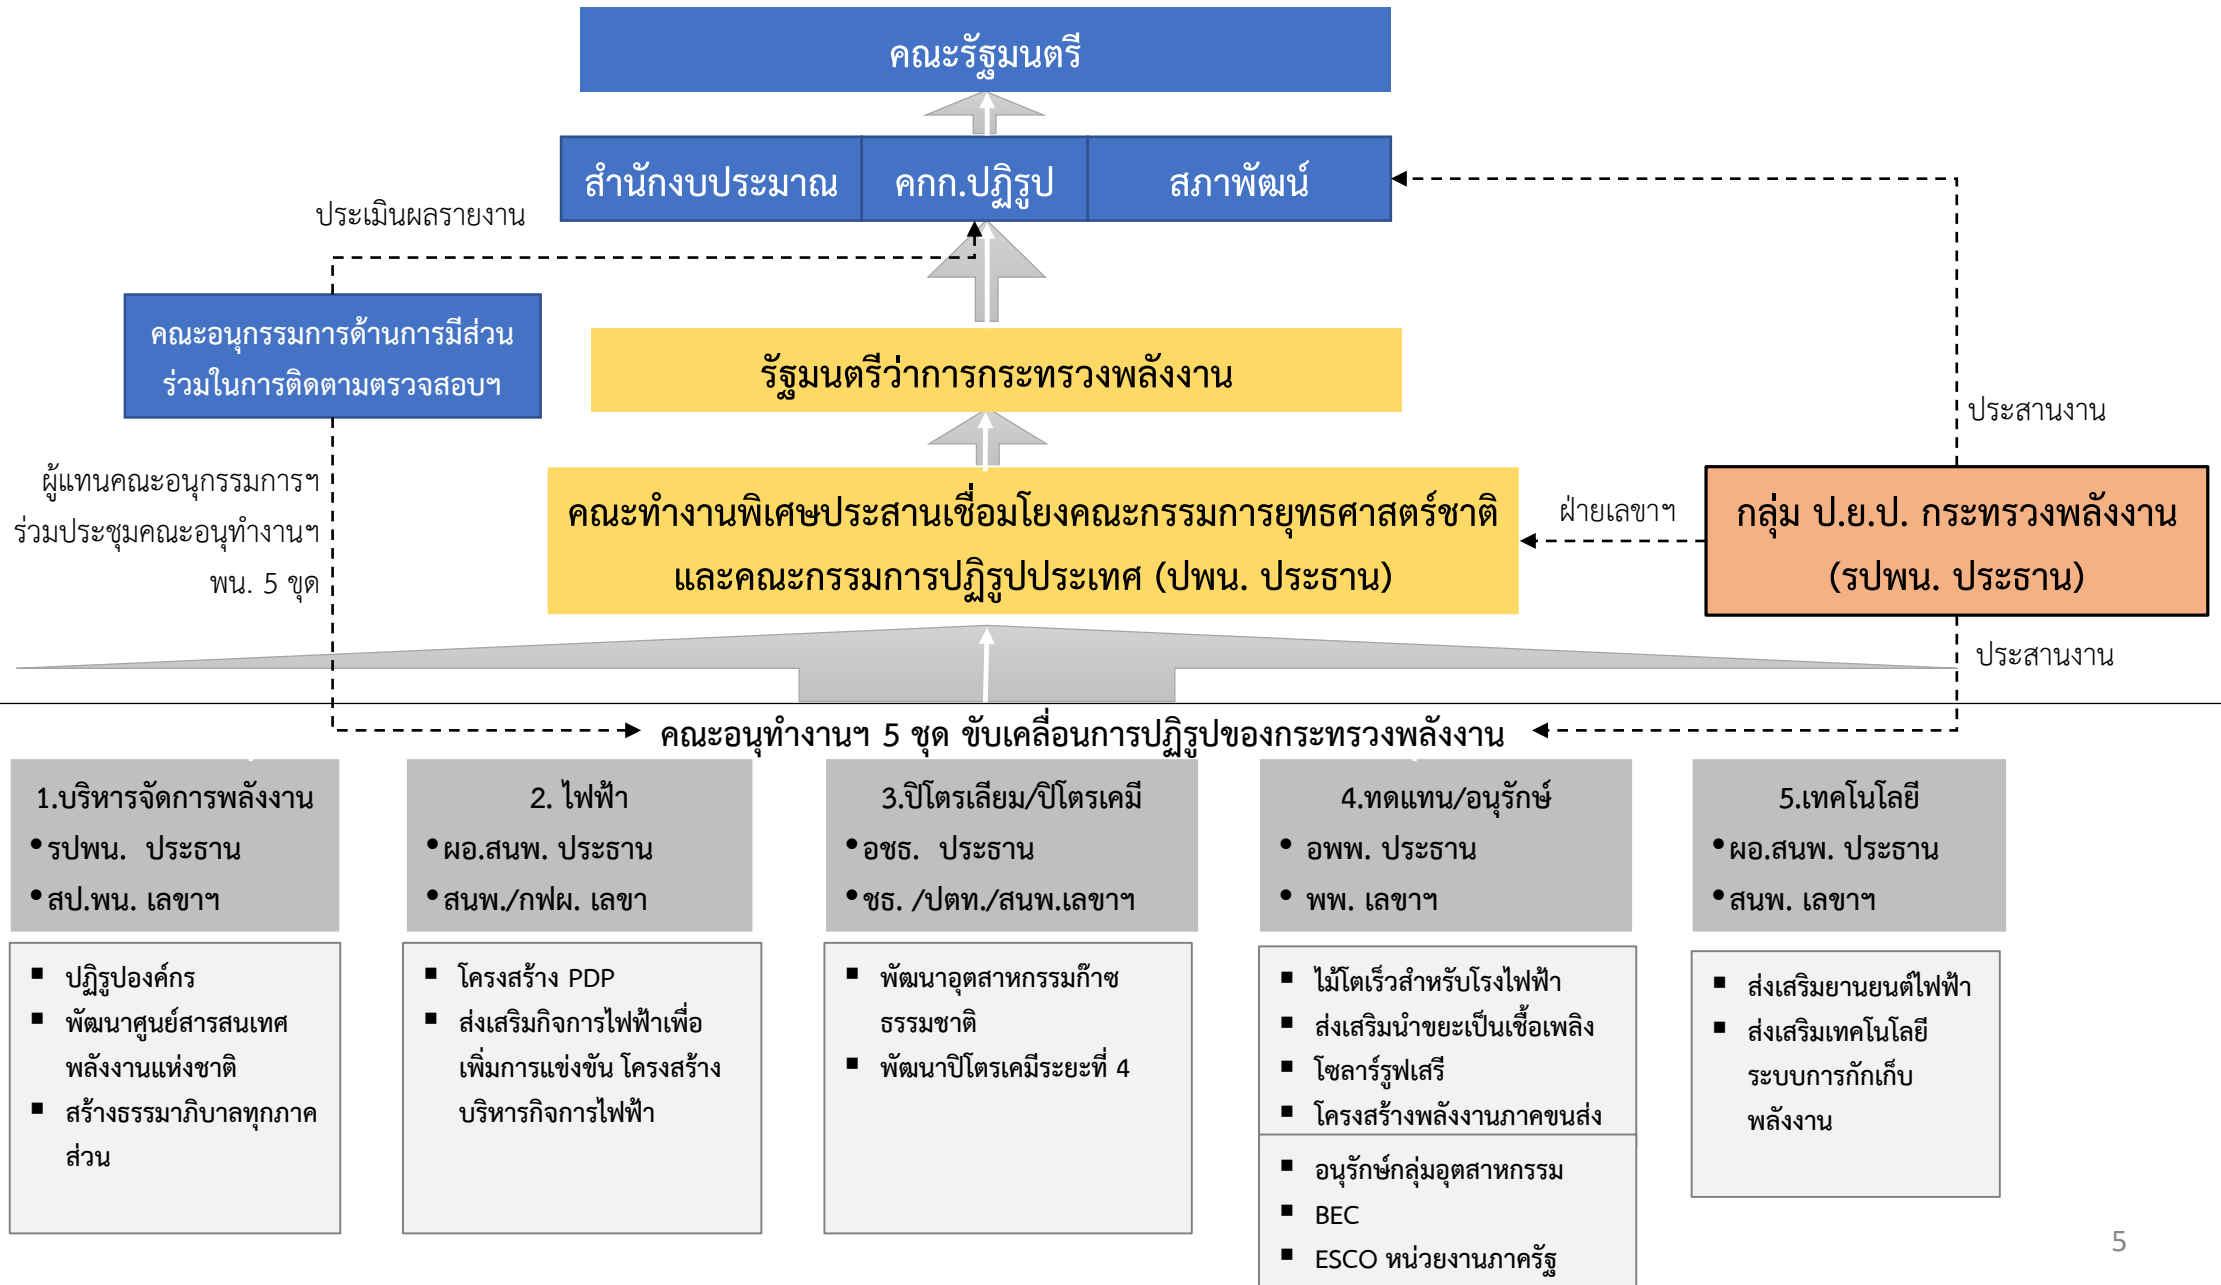 คณะรัฐมนตรี
สำนักงบประมาณ
คกก.ปฏิรูป
สภาพัฒน์
ประเมินผลรายงาน
คณะอนุกรรมการด้านการมีส่วน
ร่วมในการติดตามตรวจสอบฯ
รัฐมนตรีว่าการกระทรวงพลังงาน
ประสานงาน
ผู้แทนคณะอนุกรรมการฯ
ร่วมประชุมคณะอนุทำงานฯ
พน. 5 ชุด
คณะทำงานพิเศษประสานเชื่อมโยงคณะกรรมการยุทธศาสตร์ชาติ
และคณะกรรมการปฏิรูปประเทศ (ปพน. ประธาน)
ฝ่ายเลขาฯ
กลุ่ม ป.ย.ป. กระทรวงพลังงาน
(รปพน. ประธาน)
ประสานงาน
คณะอนุทำงานฯ 5 ชุด ขับเคลื่อนการปฏิรูปของกระทรวงพลังงาน
1.บริหารจัดการพลังงาน
•รปพน. ประธาน
•สป.พน. เลขาฯ
▪ ปฏิรูปองค์กร
▪ พัฒนาศูนย์สารสนเทศ
พลังงานแห่งชาติ
▪ สร้างธรรมาภิบาลทุกภาค
ส่วน
2. ไฟฟ้า
•ผอ.สนพ. ประธาน
•สนพ./กฟผ. เลขา
▪ โครงสร้าง PDP
▪ ส่งเสริมกิจการไฟฟ้าเพื่อ
เพิ่มการแข่งขัน โครงสร้าง
บริหารกิจการไฟฟ้า
3.ปิโตรเลียม/ปิโตรเคมี
•อชธ. ประธาน
•ชธ. /ปตท./สนพ.เลขาฯ
▪ พัฒนาอุตสาหกรรมก๊าซ
ธรรมชาติ
▪ พัฒนาปิโตรเคมีระยะที่ 4
4.ทดแทน/อนุรักษ์
• อพพ. ประธาน
• พพ. เลขาฯ
▪ ไม้โตเร็วสำหรับโรงไฟฟ้า
▪ ส่งเสริมนำขยะเป็นเชื้อเพลิง
▪ โซลาร์รูฟเสรี
▪ โครงสร้างพลังงานภาคขนส่ง
▪ อนุรักษ์กลุ่มอุตสาหกรรม
▪ BEC
▪ ESCO หน่วยงานภาครัฐ
5.เทคโนโลยี
•ผอ.สนพ. ประธาน
•สนพ. เลขาฯ
▪ ส่งเสริมยานยนต์ไฟฟ้า
▪ ส่งเสริมเทคโนโลยี
ระบบการกักเก็บ
พลังงาน
5